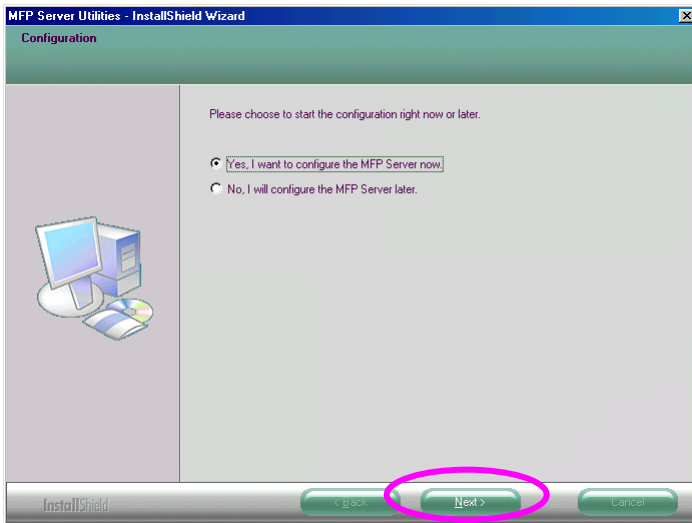 MFP Server Utilities - InstallShield Wizard
Configuration
Please choose to start the configuration right now or later.
Yes, I want to configure the MFP Server now.
No, I will configure the MFP Server later.
InstallShield
< Back
Next >
Cancel